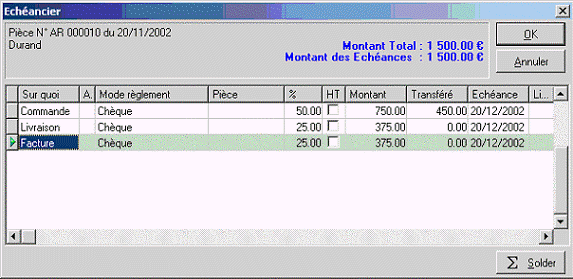 Echéancier
Pièce N° AR 000010 du 20/11/2002
Durand
Montant Total : 1 500.00 €
Montant des Echéances : 1 500.00 €
OK
Annuler
Sur quoi A. Mode règlement Pièce % HT Montant Transféré Echéance Li...
Commande Chèque 50.00 750.00 450.00 20/12/2002
Livraison Chèque 25.00 375.00 0.00 20/12/2002
Facture Chèque 25.00 375.00 0.00 20/12/2002
Σ Solder